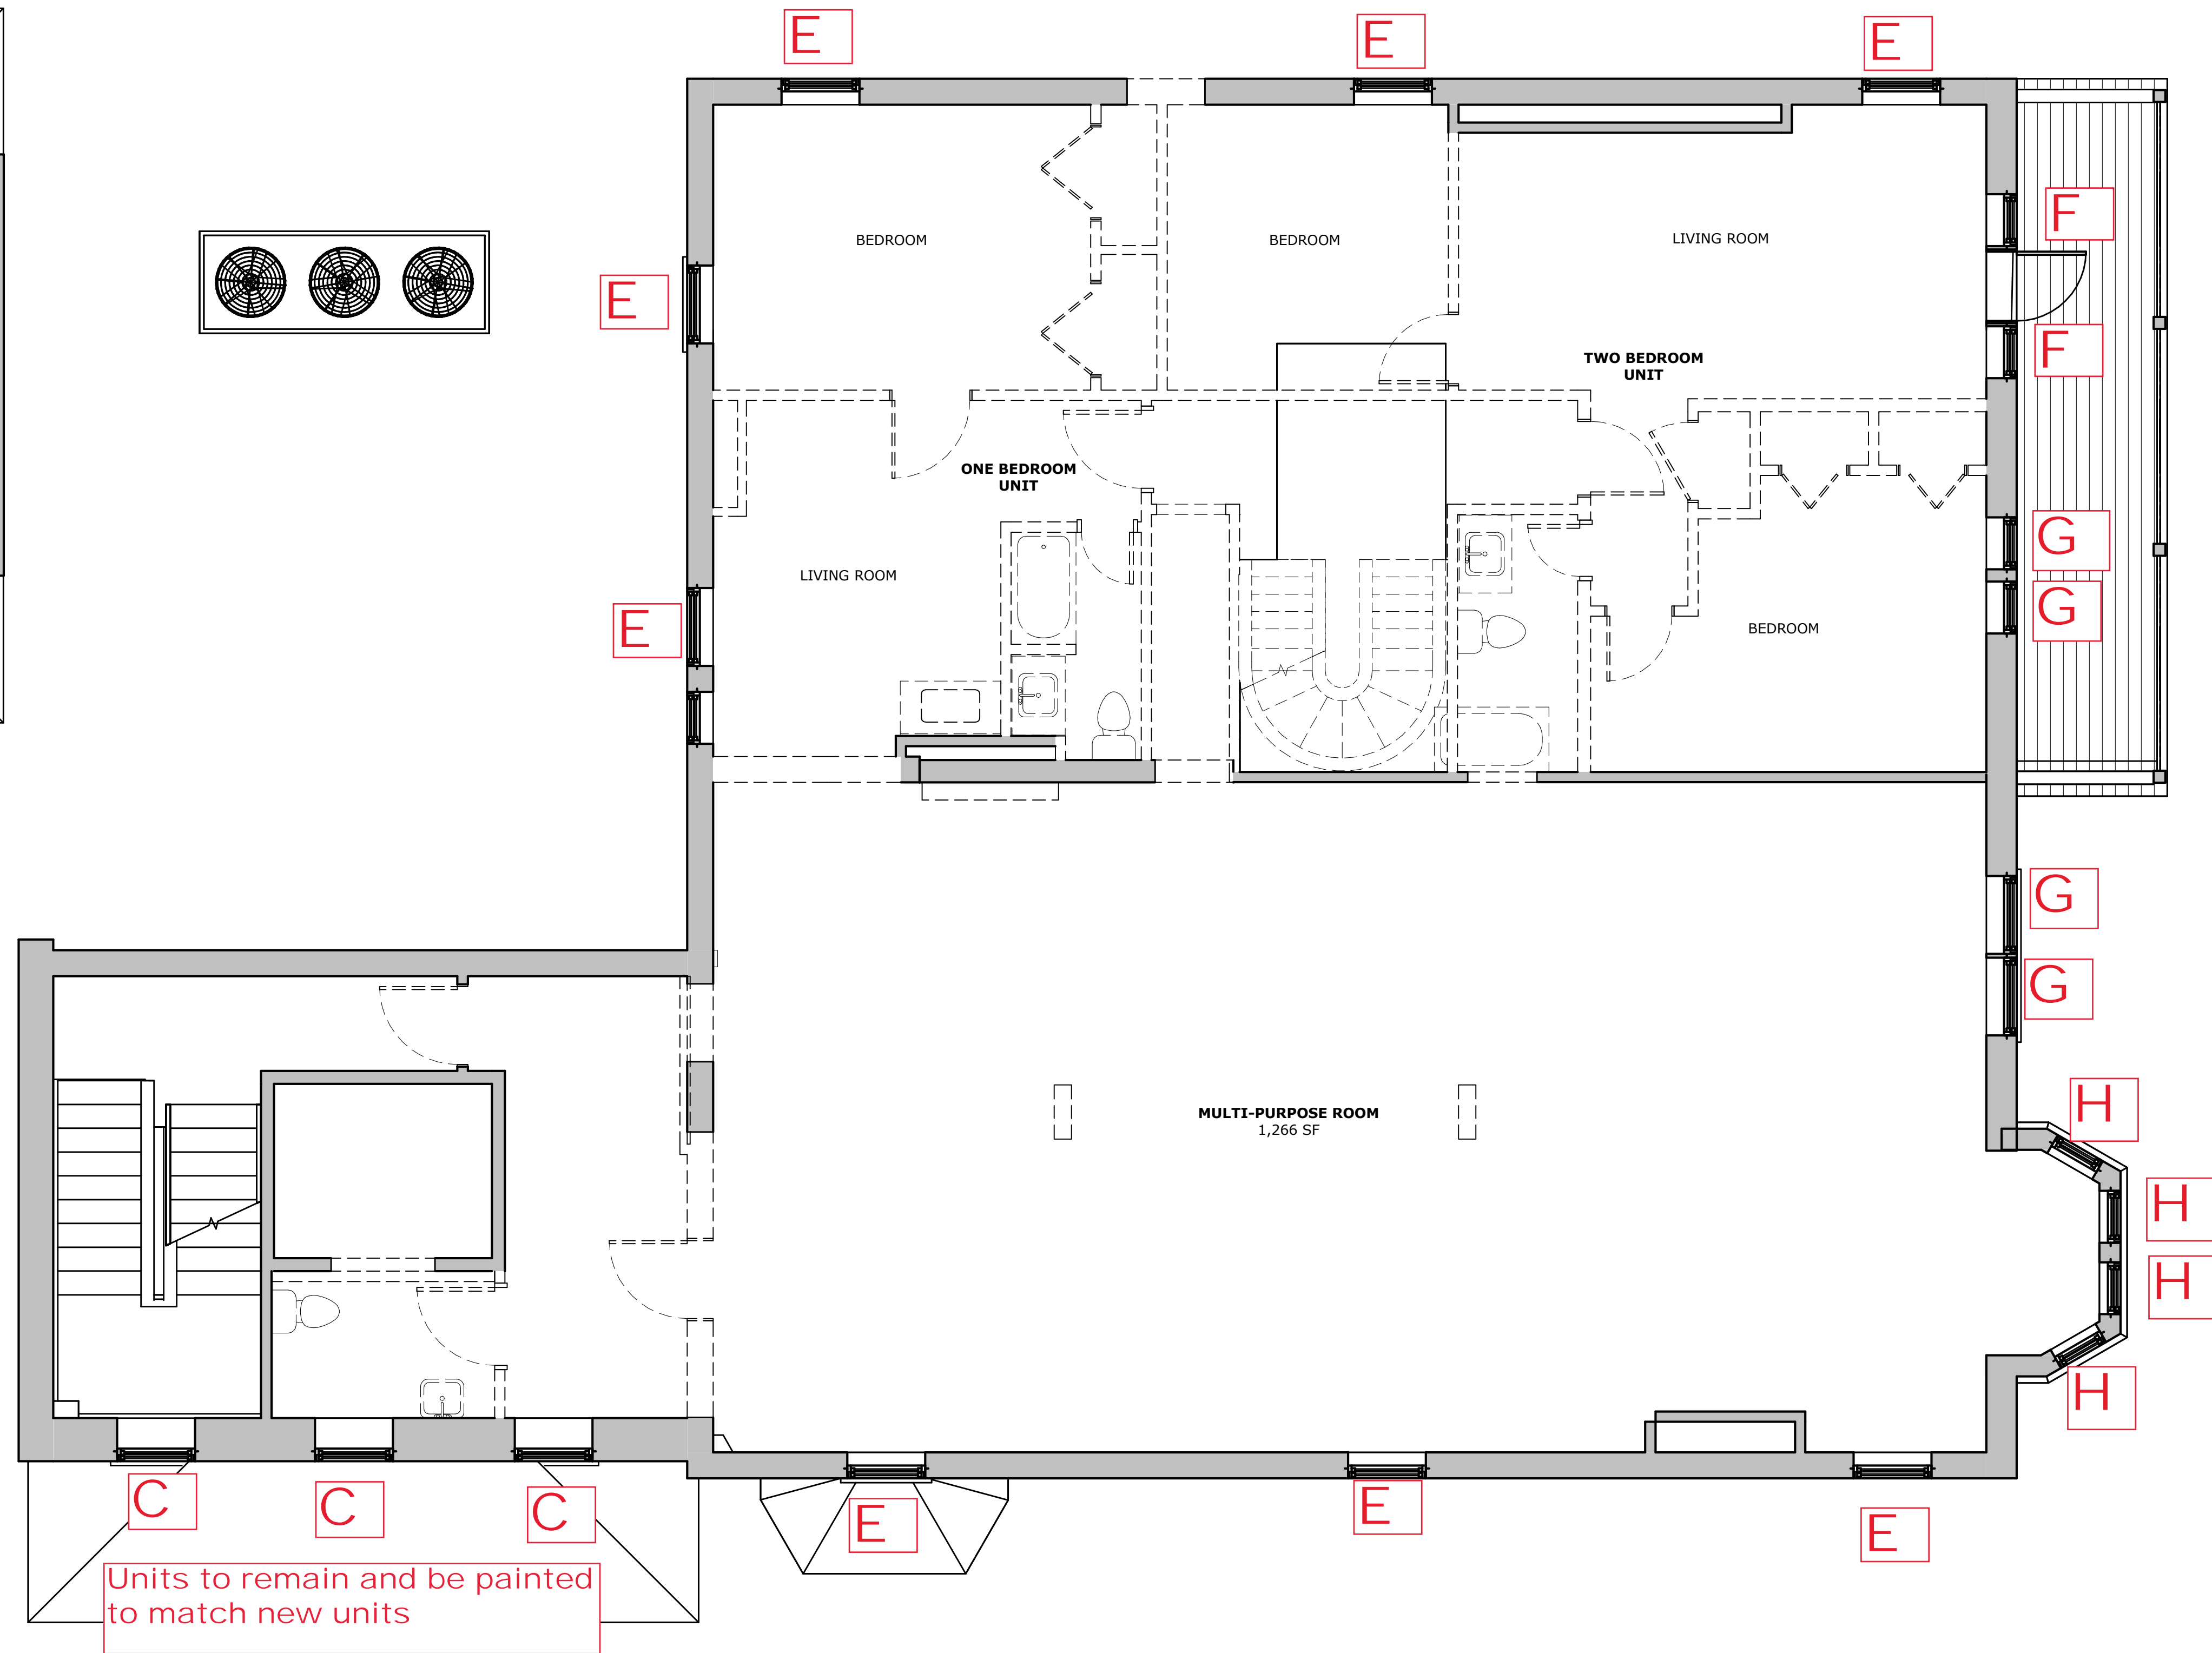 E
E
E
F
BEDROOM
BEDROOM
LIVING ROOM
E
F
TWO BEDROOM
UNIT
ONE BEDROOM
UNIT
G
LIVING ROOM
G
E
BEDROOM
G
G
H
MULTI-PURPOSE ROOM
1,266 SF
H
H
H
C
C
C
E
E
E
Units to remain and be painted
to match new units